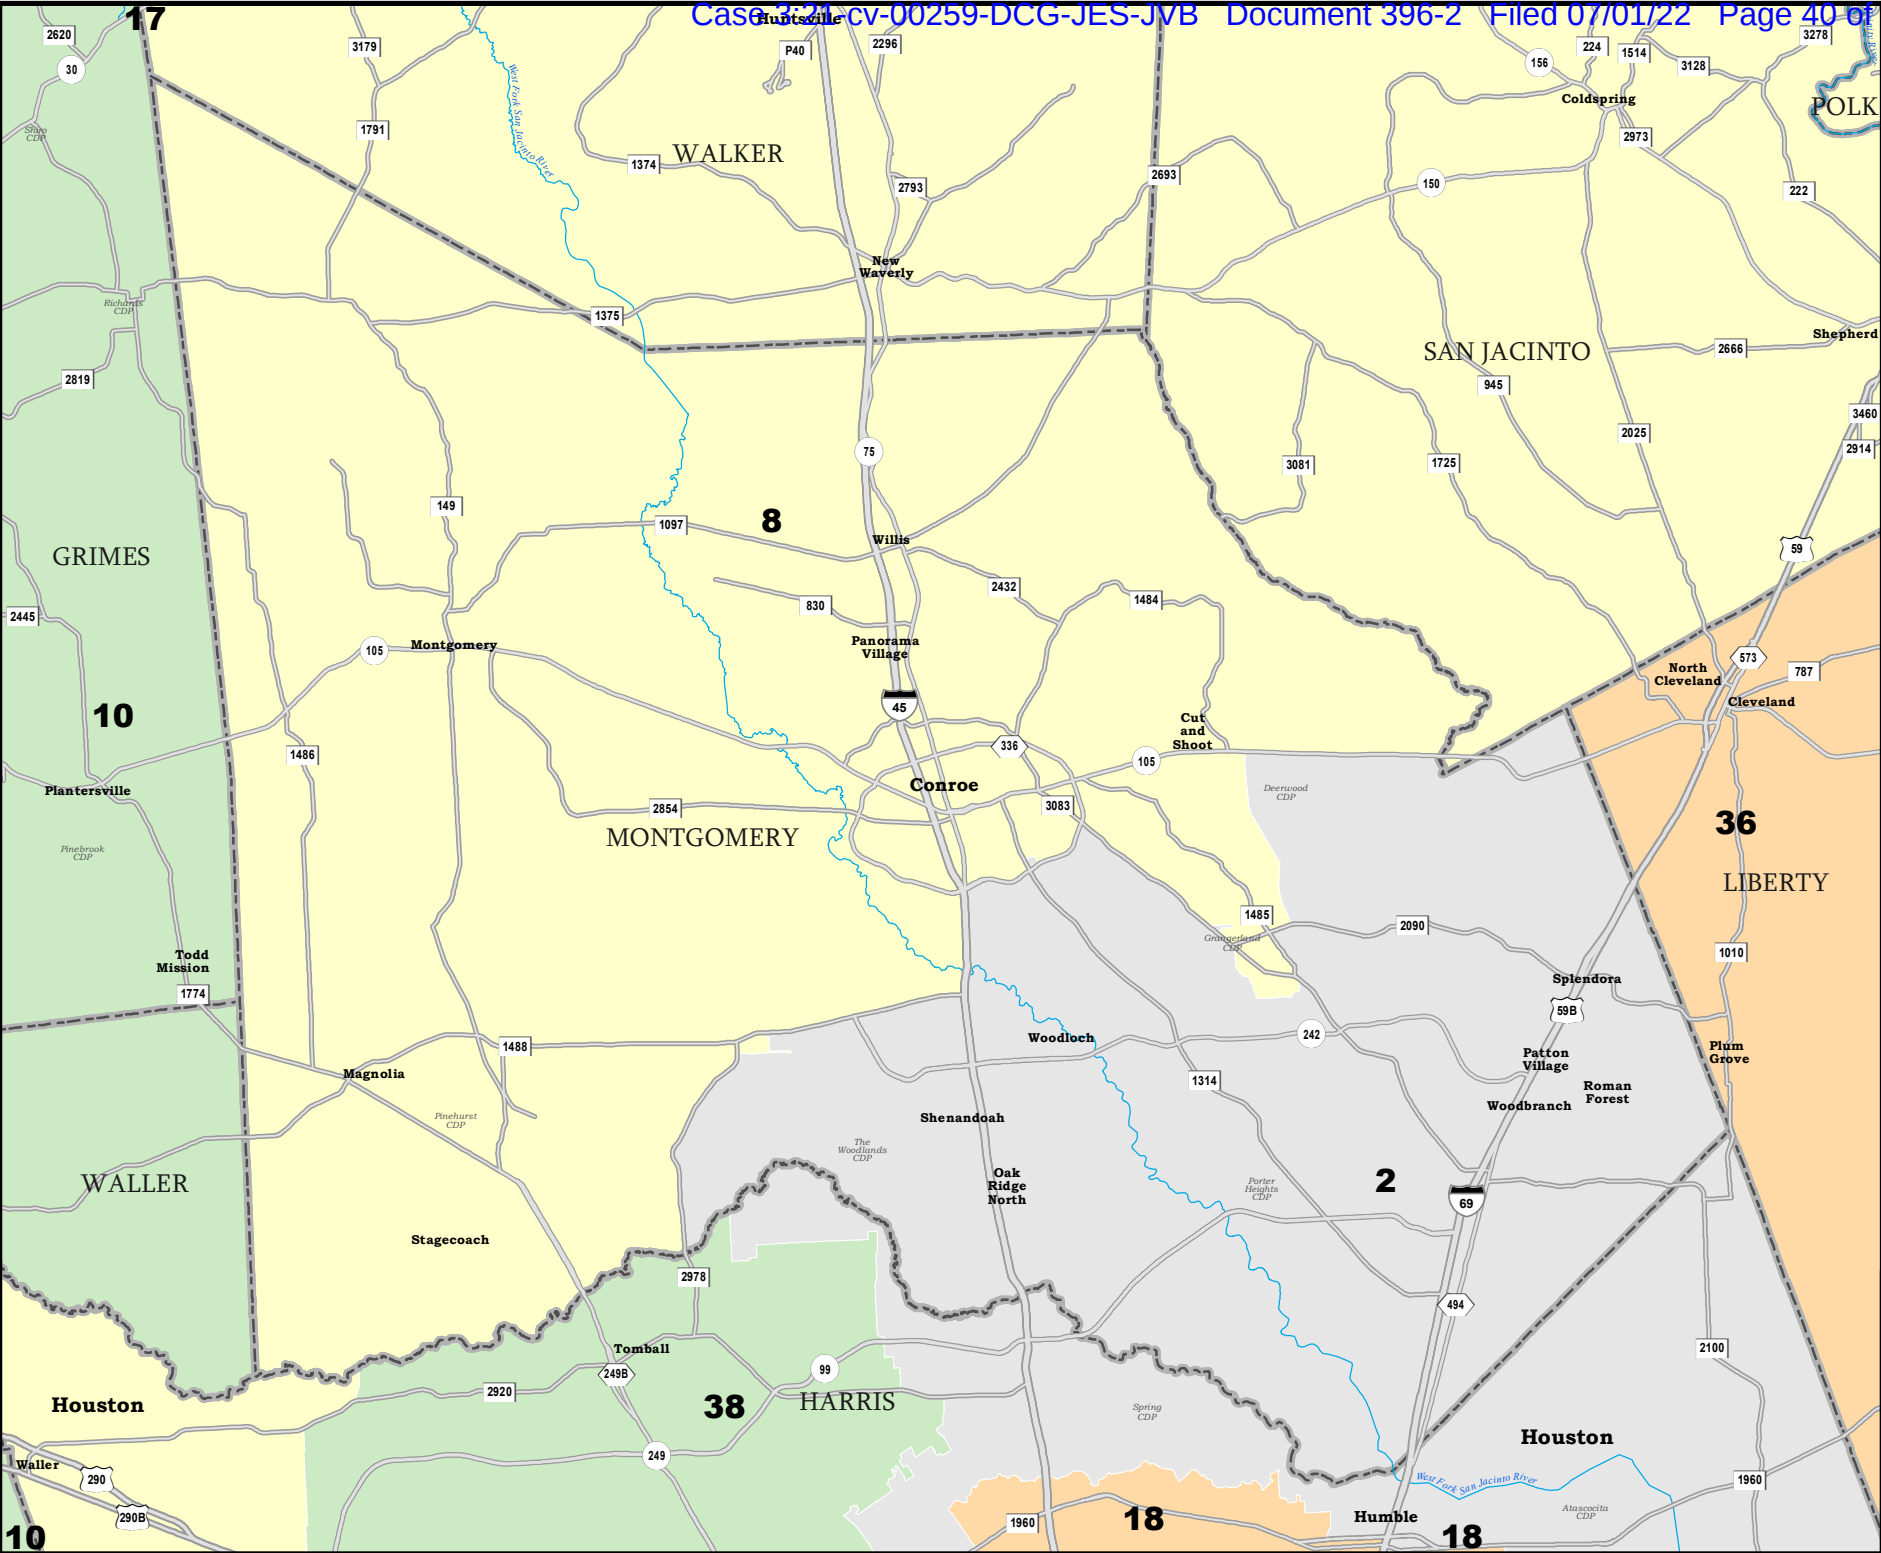 Case 3:21-cv-00259-DCG-JES-JVB Document 396-2 Filed 07/01/22 Page 40 of
17
Huntsville
2620
30
3179
P40
2296
156
224
1514
3128
3278
Coldspring
POLK
Shiro
CDP
1791
West Fork San Jacinto River
1374
WALKER
2793
2693
150
2973
222
New
Waverly
Richards
CDP
1375
SAN JACINTO
2666
Shepherd
2819
945
3460
2914
75
2025
3081
1725
149
1097
8
Willis
59
GRIMES
2445
830
2432
1484
Panorama
Village
105
Montgomery
573
787
North
Cleveland
Cleveland
10
45
Cut
and
Shoot
336
105
1486
Conroe
Deerwood
CDP
Plantersville
2854
3083
MONTGOMERY
36
Pinebrook
CDP
LIBERTY
1485
2090
Grangerland
CDP
1010
Todd
Mission
1774
Splendora
59B
Woodloch
242
1488
Plum
Grove
Patton
Village
Magnolia
1314
Roman
Forest
Woodbranch
Pinehurst
CDP
Shenandoah
The
Woodlands
CDP
WALLER
Oak
Ridge
North
Porter
Heights
CDP
2
69
Stagecoach
2978
494
Tomball
2100
249B
99
2920
HARRIS
38
Houston
Spring
CDP
Houston
249
Waller
290
West Fork San Jacinto River
1960
290B
Atascocita
CDP
Humble
1960
18
18
10